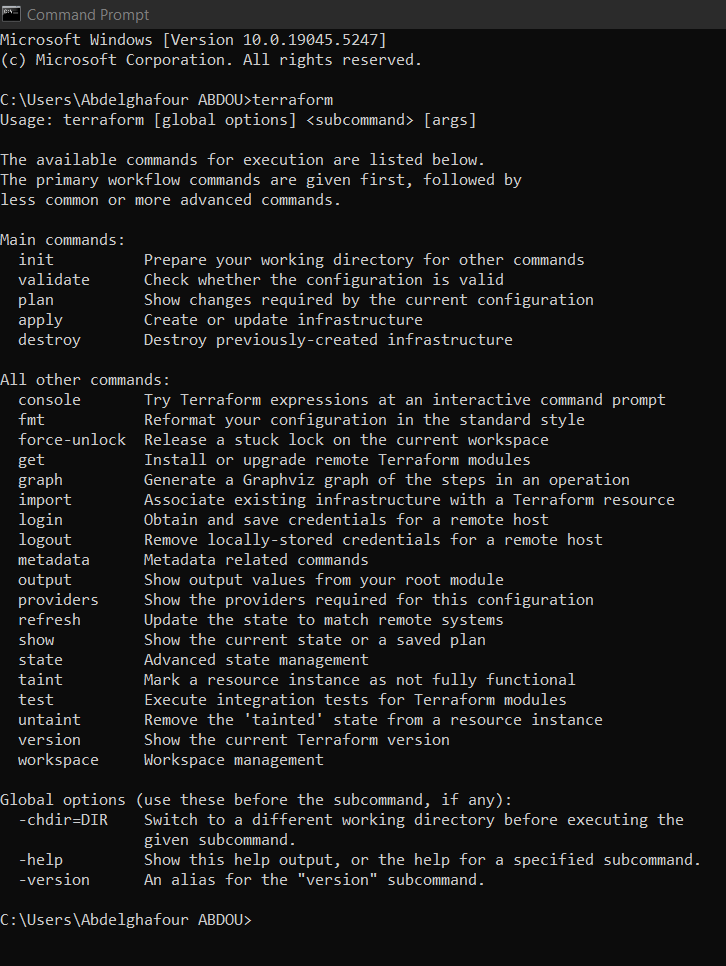 Command Prompt
Microsoft Windows [Version 10.0.19045.5247]
(c) Microsoft Corporation. All rights reserved.
C:\Users\Abdelghafour ABDOU>terraform
Usage: terraform [global options] <subcommand> [args]
The available commands for execution are listed below.
The primary workflow commands are given first, followed by
less common or more advanced commands.
Main commands:
  init          Prepare your working directory for other commands
  validate      Check whether the configuration is valid
  plan          Show changes required by the current configuration
  apply         Create or update infrastructure
  destroy       Destroy previously-created infrastructure
All other commands:
  console       Try Terraform expressions at an interactive command prompt
  fmt           Reformat your configuration in the standard style
  force-unlock  Release a stuck lock on the current workspace
  get           Install or upgrade remote Terraform modules
  graph         Generate a Graphviz graph of the steps in an operation
  import        Associate existing infrastructure with a Terraform resource
  login         Obtain and save credentials for a remote host
  logout        Remove locally-stored credentials for a remote host
  metadata      Metadata related commands
  output        Show output values from your root module
  providers     Show the providers required for this configuration
  refresh       Update the state to match remote systems
  show          Show the current state or a saved plan
  state         Advanced state management
  taint         Mark a resource instance as not fully functional
  test          Execute integration tests for Terraform modules
  untaint       Remove the 'tainted' state from a resource instance
  version       Show the current Terraform version
  workspace     Workspace management
Global options (use these before the subcommand, if any):
  -chdir=DIR    Switch to a different working directory before executing the
                given subcommand.
  -help         Show this help output, or the help for a specified subcommand.
  -version      An alias for the "version" subcommand.
C:\Users\Abdelghafour ABDOU>